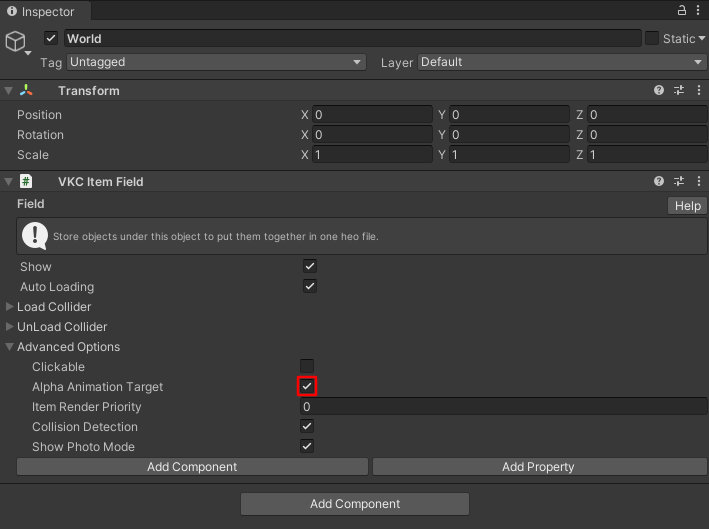 Inspector
World Static
Tag Untagged Layer Default
Transform
Position X 0 Y 0 Z 0
Rotation X 0 Y 0 Z 0
Scale X 1 Y 1 Z 1
# VKC Item Field
Field Help
Store objects under this object to put them together in one heo file.
Show
Auto Loading
Load Collider
UnLoad Collider
Advanced Options
Clickable
Alpha Animation Target
Item Render Priority 0
Collision Detection
Show Photo Mode
Add Component Add Property
Add Component